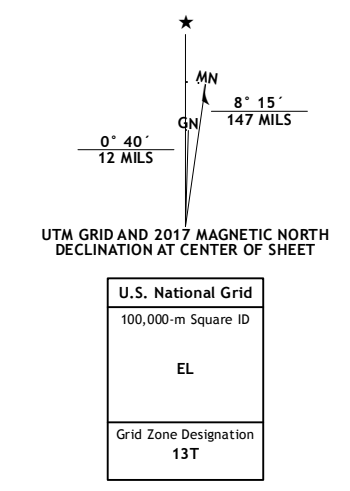 ★
MN
8° 15´
147 MILS
GN
0° 40´
12 MILS
UTM GRID AND 2017 MAGNETIC NORTH
DECLINATION AT CENTER OF SHEET
U.S. National Grid
100,000-m Square ID
EL
Grid Zone Designation
13T